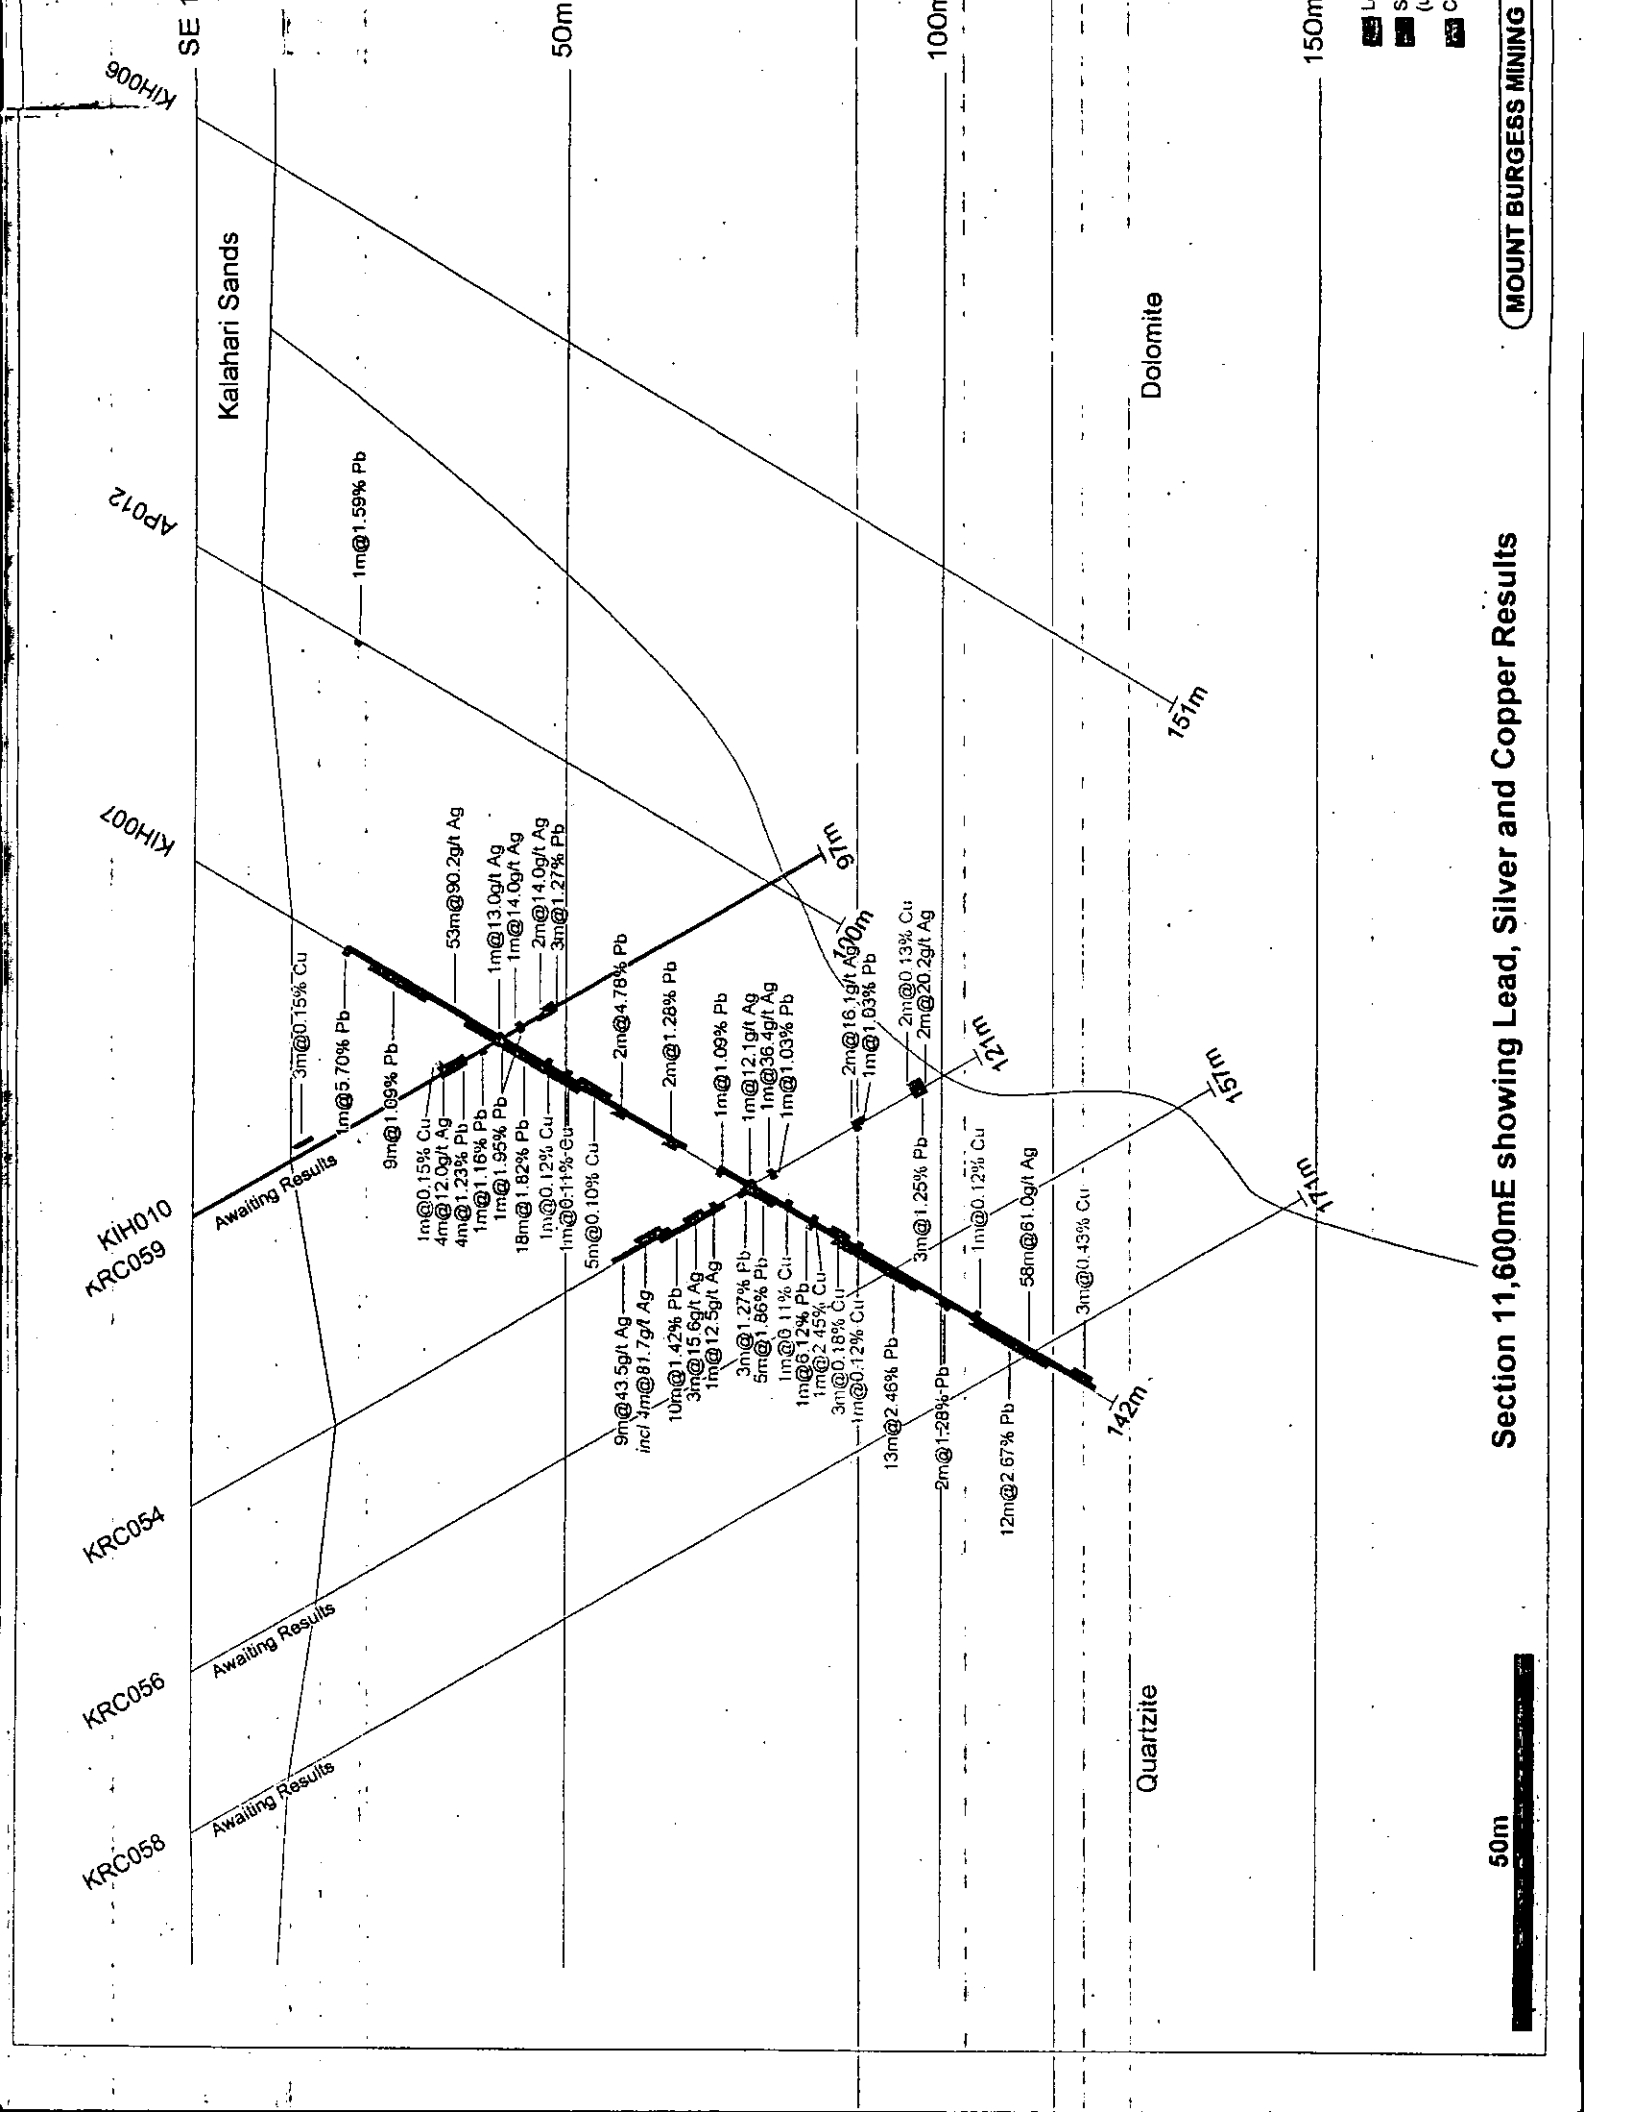 SE 1
KIH006
AP012
KIH007
KIH010
KRC059
KRC054
KRC056
KRC058
Kalahari Sands
Awaiting Results
Awaiting Results
Awaiting Results
1m@1.59% Pb
3m@0.15% Cu
1m@5.70% Pb
9m@1.09% Pb
53m@90.2g/t Ag
1m@0.15% Cu
4m@12.0g/t Ag
4m@1.23% Pb
1m@1.16% Pb
1m@1.95% Pb
18m@1.82% Pb
1m@0.12% Cu
1m@0.11% Cu
5m@0.10% Cu
1m@13.0g/t Ag
1m@14.0g/t Ag
2m@14.0g/t Ag
3m@1.27% Pb
50m
2m@4.78% Pb
2m@1.28% Pb
1m@1.09% Pb
1m@12.1g/t Ag
1m@36.4g/t Ag
1m@1.03% Pb
9m@43.5g/t Ag
incl 4m@81.7g/t Ag
10m@1.42% Pb
3m@15.6g/t Ag
1m@12.5g/t Ag
3m@1.27% Pb
5m@1.86% Pb
1m@0.11% Cu
1m@6.12% Pb
1m@2.45% Cu
3m@0.18% Cu
1m@0.12% Cu
97m
100m
2m@16.1g/t Ag
1m@1.03% Pb
2m@0.13% Cu
2m@20.2g/t Ag
3m@1.25% Pb
13m@2.46% Pb
2m@1.28% Pb
100m
121m
1m@0.12% Cu
12m@2.67% Pb
58m@61.0g/t Ag
3m@0.43% Cu
142m
157m
151m
171m
Dolomite
Quartzite
150m
L
S
(u
C
50m
Section 11,600mE showing Lead, Silver and Copper Results
MOUNT BURGESS MINING